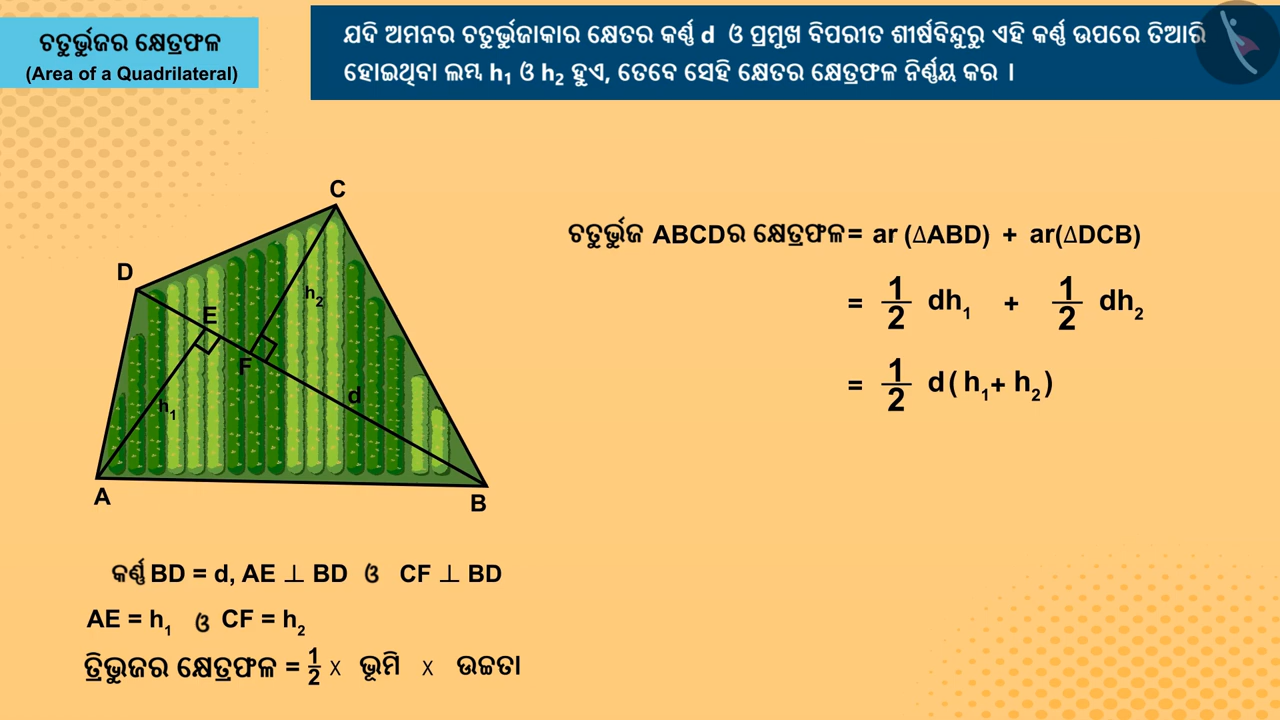 ଚତୁର୍ଭୁଜର କ୍ଷେତ୍ରଫଳ
(Area of a Quadrilateral)
ଯଦି ଅମନର ଚତୁର୍ଭୁଜାକାର କ୍ଷେତର କର୍ଣ୍ଣ d ଓ ପ୍ରମୁଖ ବିପରୀତ ଶୀର୍ଷବିନ୍ଦୁରୁ ଏହି କର୍ଣ୍ଣ ଉପରେ ତିଆରି
ହୋଇଥିବା ଲମ୍ବ h₁ ଓ h₂ ହୁଏ, ତେବେ ସେହି କ୍ଷେତର କ୍ଷେତ୍ରଫଳ ନିର୍ଣ୍ଣୟ କର ।
C
D
E
h₂
F
d
h₁
A
B
ଚତୁର୍ଭୁଜ ABCDର କ୍ଷେତ୍ରଫଳ = ar (ΔABD) + ar(ΔDCB)
= 1/2 dh₁ + 1/2 dh₂
= 1/2 d ( h₁+ h₂ )
କର୍ଣ୍ଣ BD = d, AE ⊥ BD ଓ CF ⊥ BD
AE = h₁ ଓ CF = h₂
ତ୍ରିଭୁଜର କ୍ଷେତ୍ରଫଳ = 1/2 x ଭୂମି x ଉଚ୍ଚତା